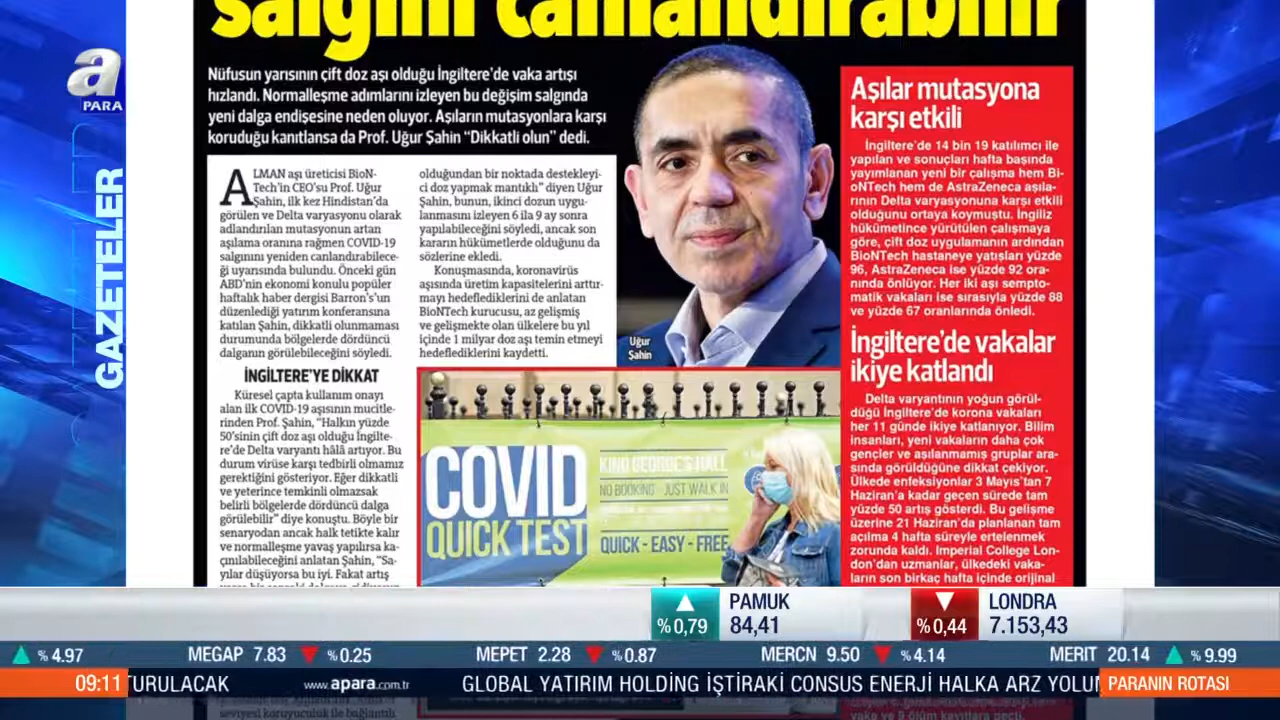 salgını canlandırabilir
a
PARA
GAZETELER
Nüfusun yarısının çift doz aşı olduğu İngiltere'de vaka artışı
hızlandı. Normalleşme adımlarını izleyen bu değişim salgında
yeni dalga endişesine neden oluyor. Aşıların mutasyonlara karşı
koruduğu kanıtlansa da Prof. Uğur Şahin “Dikkatli olun” dedi.
ALMAN aşı üreticisi BioN-
Tech'in CEO'su Prof. Uğur
Şahin, ilk kez Hindistan'da
görülen ve Delta varyasyonu olarak
adlandırılan mutasyonun artan
aşılama oranına rağmen COVID-19
salgınını yeniden canlandırabilece-
ği uyarısında bulundu. Önceki gün
ABD'nin ekonomi konulu popüler
haftalık haber dergisi Barron's'un
düzenlediği yatırım konferansına
katılan Şahin, dikkatli olunmaması
durumunda bölgelerde dördüncü
dalganın görülebileceğini söyledi.
İNGİLTERE'YE DİKKAT
Küresel çapta kullanım onayı
alan ilk COVID-19 aşısının mucitle-
rinden Prof. Şahin, “Halkın yüzde
50'sinin çift doz aşı olduğu İngilte-
re'de Delta varyantı hâlâ artıyor. Bu
durum virüse karşı tedbirli olmamız
gerektiğini gösteriyor. Eğer dikkatli
ve yeterince temkinli olmazsak
belirli bölgelerde dördüncü dalga
görülebilir” diye konuştu. Böyle bir
senaryodan ancak halk tetikte kalır
ve normalleşme yavaş yapılırsa ka-
çınılabileceğini anlatan Şahin, “Sa-
yılar düşüyorsa bu iyi. Fakat artış
olduğundan bir noktada destekleyi-
ci doz yapmak mantıklı” diyen Uğur
Şahin, bunun, ikinci dozun uygu-
lanmasını izleyen 6 ila 9 ay sonra
yapılabileceğini söyledi, ancak son
kararın hükümetlerde olduğunu da
sözlerine ekledi.
Konuşmasında, koronavirüs
aşısında üretim kapasitelerini arttır-
mayı hedeflediklerini de anlatan
BioNTech kurucusu, az gelişmiş
ve gelişmekte olan ülkelere bu yıl
içinde 1 milyar doz aşı temin etmeyi
hedeflediklerini kaydetti.
Uğur
Şahin
COVID
QUICK TEST
KING GEORGE'S HALL
NO BOOKING - JUST WALK IN
QUICK - EASY - FREE
Aşılar mutasyona
karşı etkili
İngiltere'de 14 bin 19 katılımcı ile
yapılan ve sonuçları hafta başında
yayımlanan yeni bir çalışma hem Bi-
oNTech hem de AstraZeneca aşıla-
rının Delta varyasyonuna karşı etkili
olduğunu ortaya koymuştu. İngiliz
hükümetince yürütülen çalışmaya
göre, çift doz uygulamanın ardından
BioNTech hastaneye yatışları yüzde
96, AstraZeneca ise yüzde 92 ora-
nında önlüyor. Her iki aşı sempto-
matik vakaları ise sırasıyla yüzde 88
ve yüzde 67 oranlarında önledi.
İngiltere'de vakalar
ikiye katlandı
Delta varyantının yoğun görül-
düğü İngiltere'de korona vakaları
her 11 günde ikiye katlanıyor. Bilim
insanları, yeni vakaların daha çok
gençler ve aşılanmamış gruplar ara-
sında görüldüğüne dikkat çekiyor.
Ülkede enfeksiyonlar 3 Mayıs'tan 7
Haziran'a kadar geçen sürede tam
yüzde 50 artış gösterdi. Bu gelişme
üzerine 21 Haziran'da planlanan tam
açılma 4 hafta süreyle ertelenmek
zorunda kaldı. Imperial College Lon-
don'dan uzmanlar, ülkedeki vaka-
ların son birkaç hafta içinde orijinal
%0,79 PAMUK 84,41
%0,44 LONDRA 7.153,43
%4.97 MEGAP 7.83 %0.25 MEPET 2.28 %0.87 MERCN 9.50 %4.14 MERIT 20.14 %9.99
09:11 TURULACAK www.apara.com.tr GLOBAL YATIRIM HOLDİNG İŞTİRAKİ CONSUS ENERJİ HALKA ARZ YOLUN PARANIN ROTASI